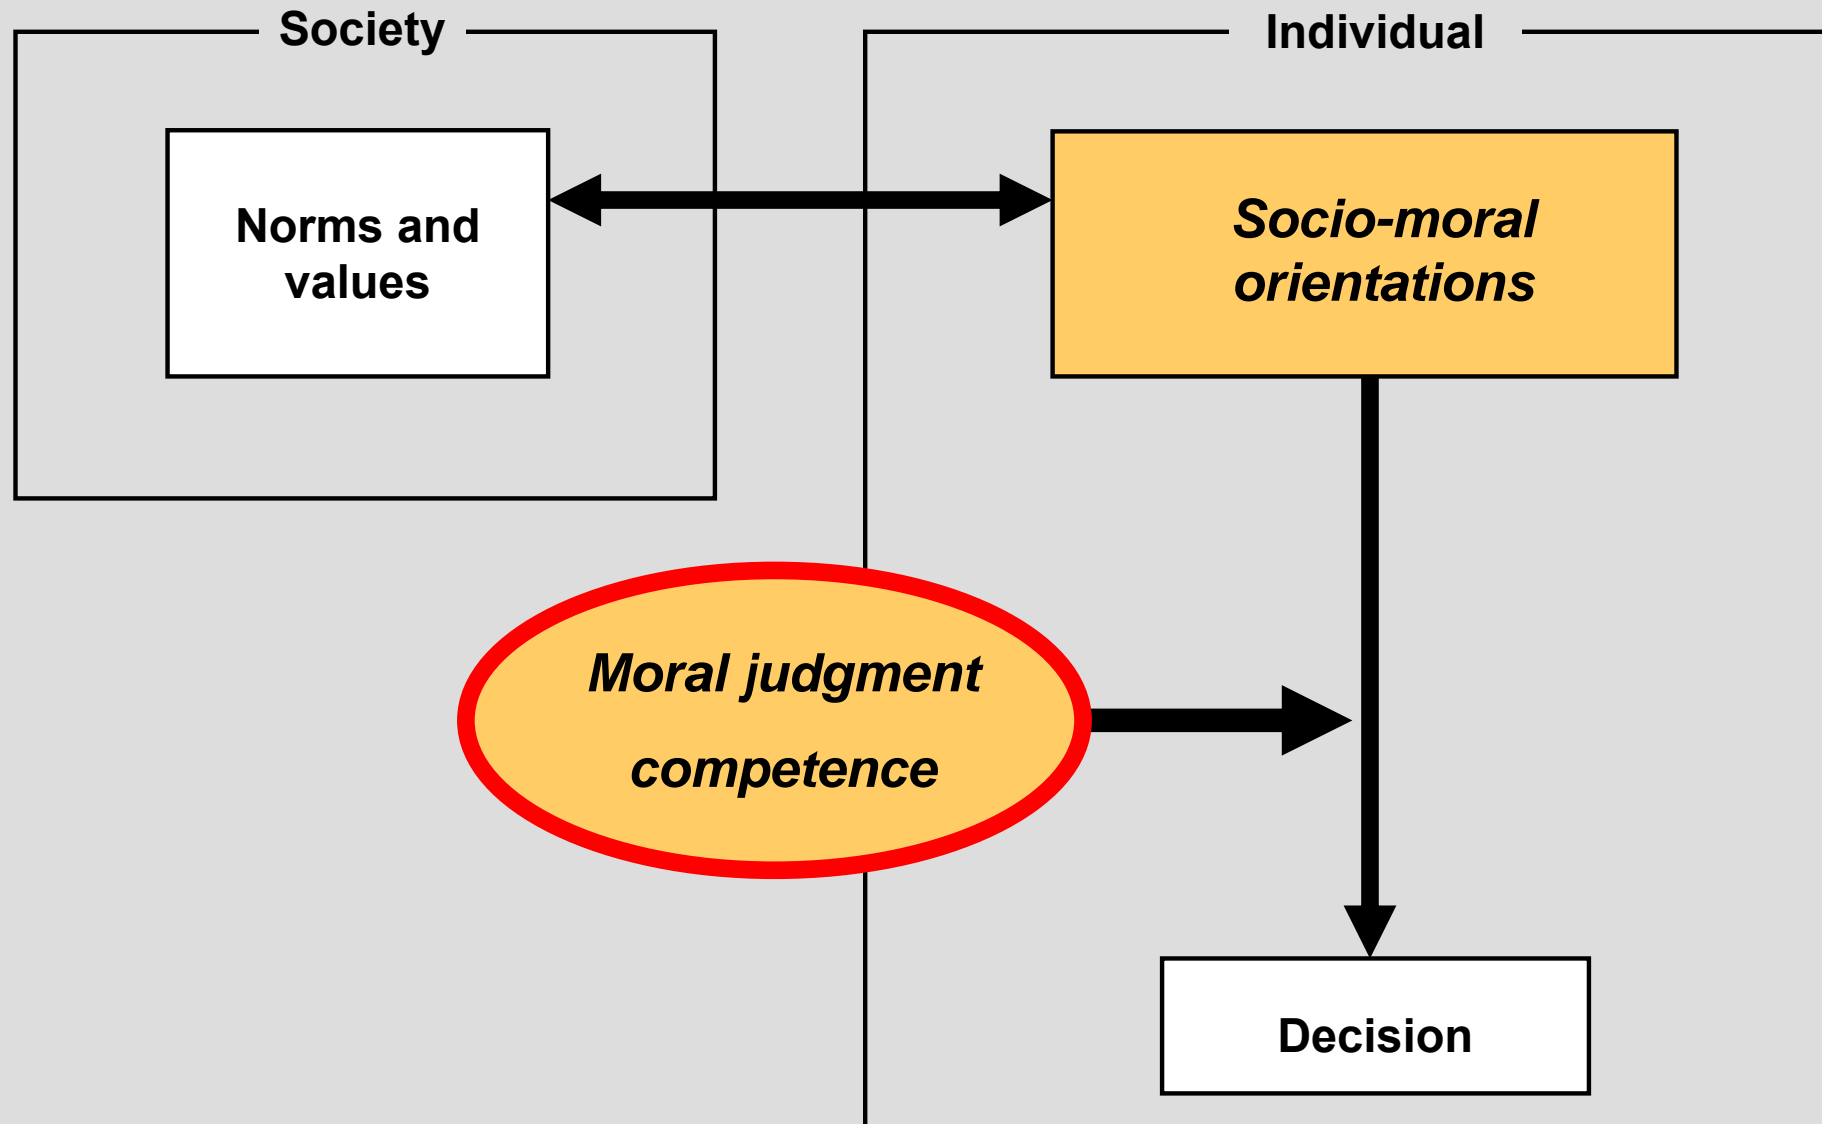 Society
Individual
Norms and
values
Socio-moral
orientations
Moral judgment
competence
Decision